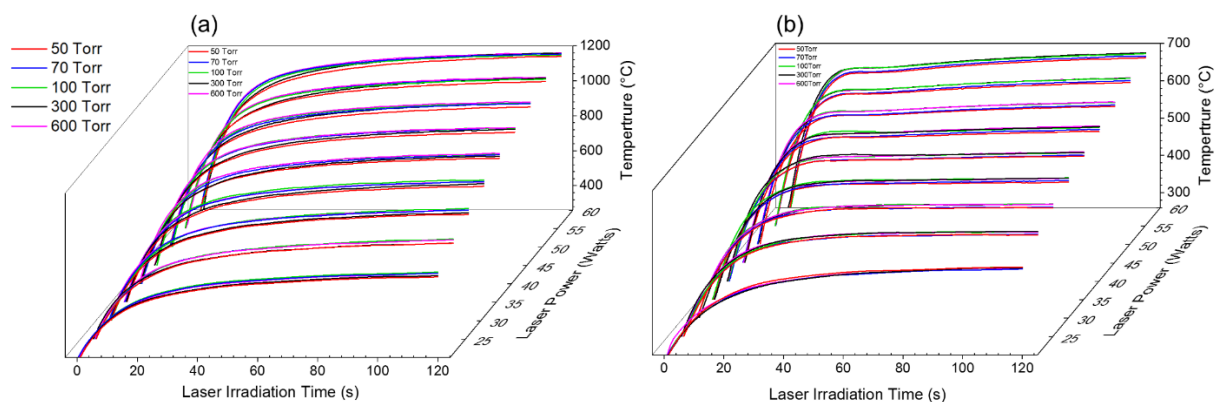 (a)
50 Torr
70 Torr
100 Torr
300 Torr
600 Torr
50 Torr
70 Torr
100 Torr
300 Torr
600 Torr
1200
1000
800
600
400
Tempertrure (°C)
60
55
50
45
40
35
30
25
Laser Power (Watts)
0
20
40
60
80
100
120
Laser Irradiation Time (s)
(b)
50Torr
70Torr
100Torr
300Torr
600Torr
700
600
500
400
300
Tempertrure (°C)
60
55
50
45
40
35
30
25
Laser Power (Watts)
0
20
40
60
80
100
120
Laser Irradiation Time (s)